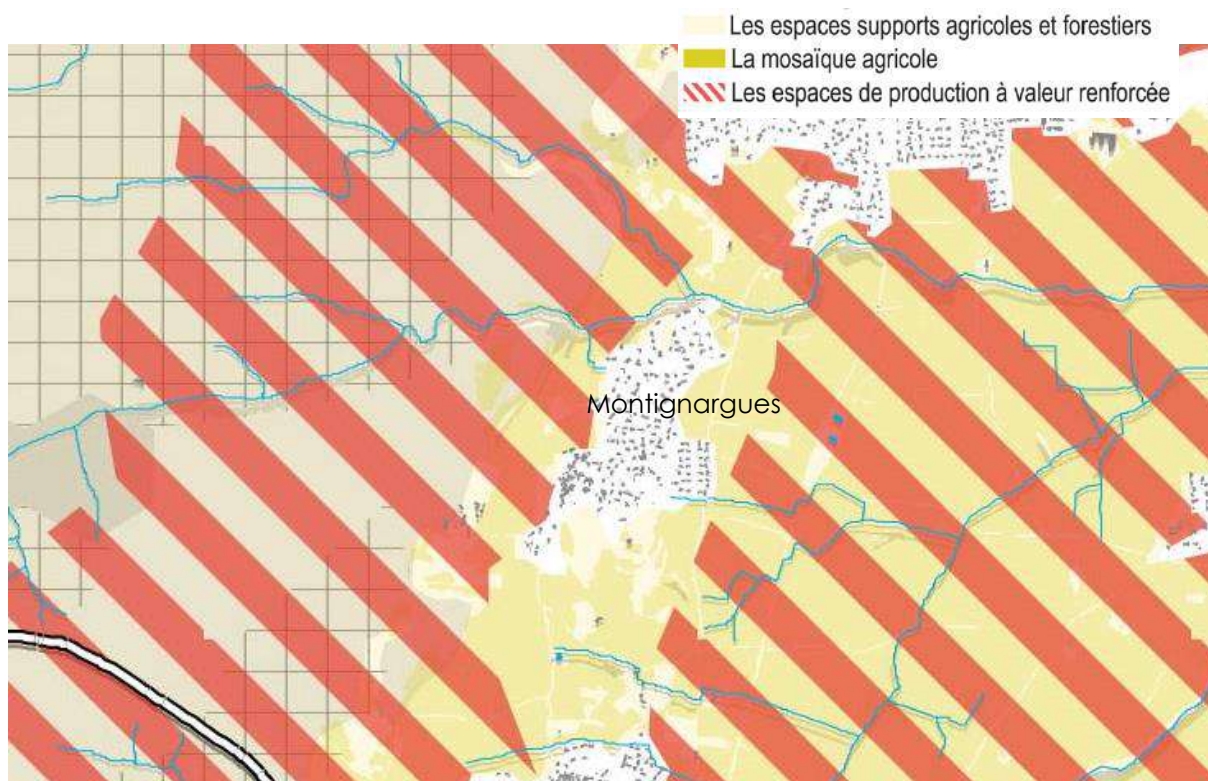 Les espaces supports agricoles et forestiers
La mosaïque agricole
Les espaces de production à valeur renforcée
Montignargues